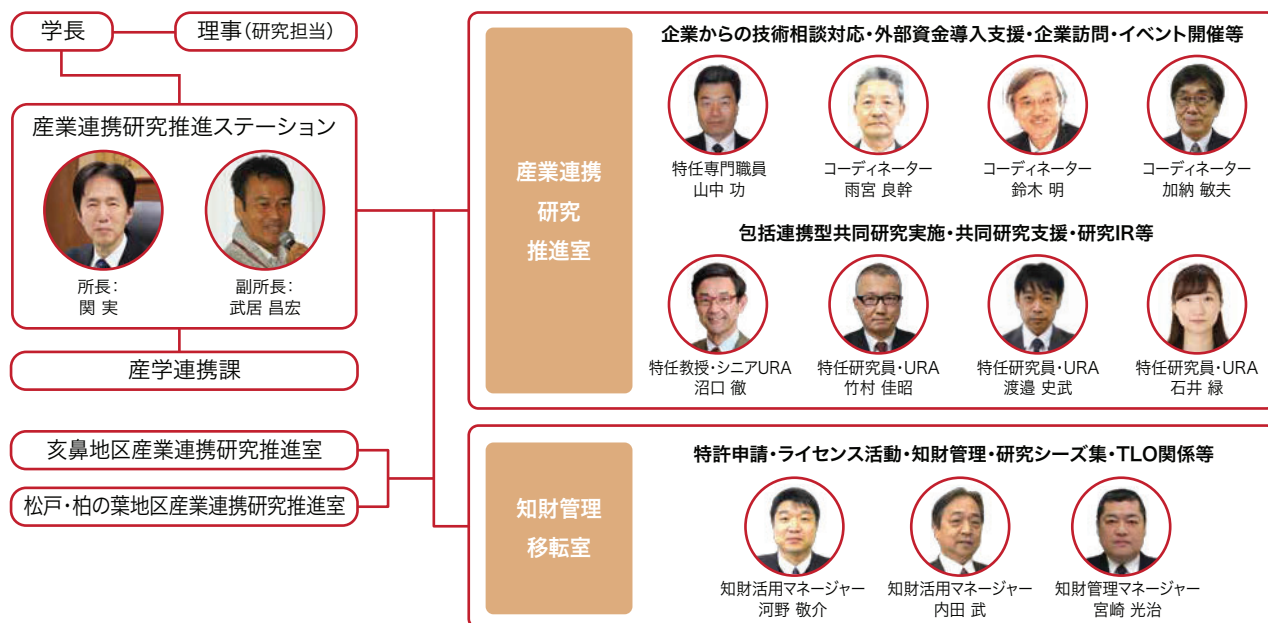 学長
理事(研究担当)
産業連携研究推進ステーション
所長：
関 実
副所長：
武居 昌宏
産学連携課
亥鼻地区産業連携研究推進室
松戸・柏の葉地区産業連携研究推進室
産業連携
研究
推進室
企業からの技術相談対応・外部資金導入支援・企業訪問・イベント開催等
特任専門職員
山中 功
コーディネーター
雨宮 良幹
コーディネーター
鈴木 明
コーディネーター
加納 敏夫
包括連携型共同研究実施・共同研究支援・研究IR等
特任教授・シニアURA
沼口 徹
特任研究員・URA
竹村 佳昭
特任研究員・URA
渡邉 史武
特任研究員・URA
石井 緑
知財管理
移転室
特許申請・ライセンス活動・知財管理・研究シーズ集・TLO関係等
知財活用マネージャー
河野 敬介
知財活用マネージャー
内田 武
知財管理マネージャー
宮崎 光治